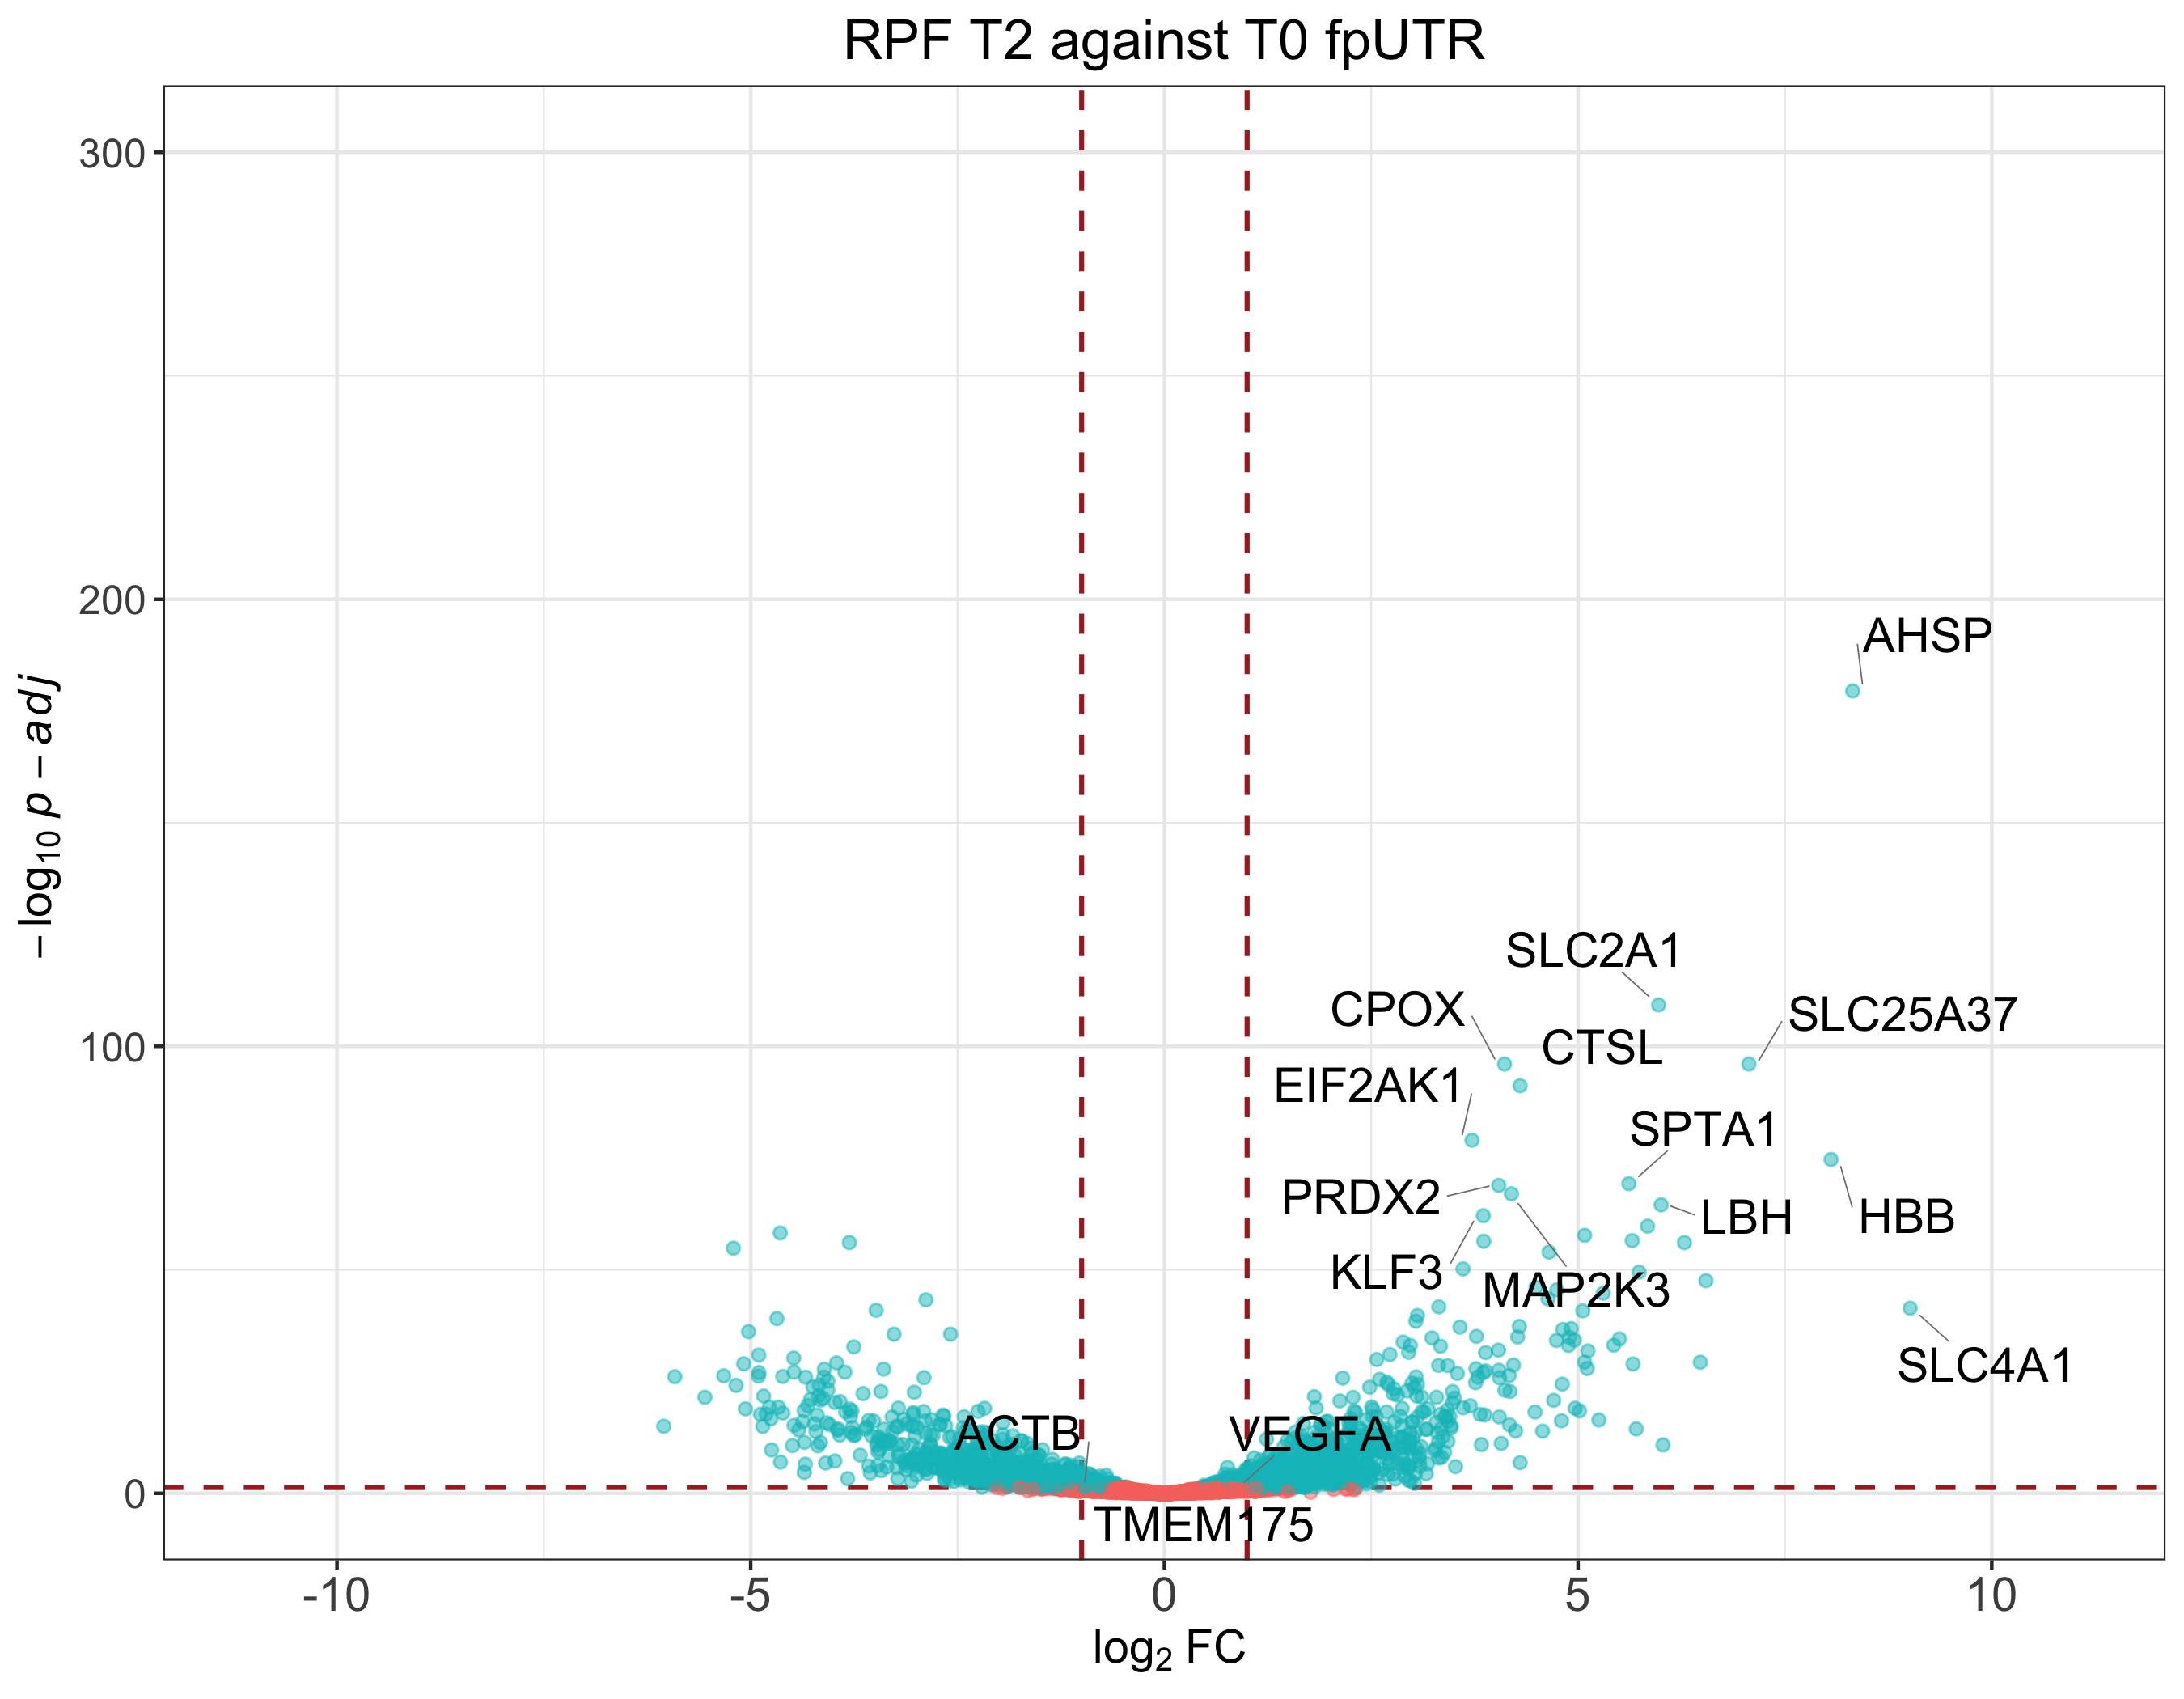 RPF T2 against T0 fpUTR
300
200
100
0
−log10 p − adj
AHSP
SLC2A1
CPOX
SLC25A37
CTSL
EIF2AK1
SPTA1
PRDX2
LBH
HBB
KLF3
MAP2K3
SLC4A1
ACTB
VEGFA
TMEM175
-10
-5
0
5
10
log2 FC